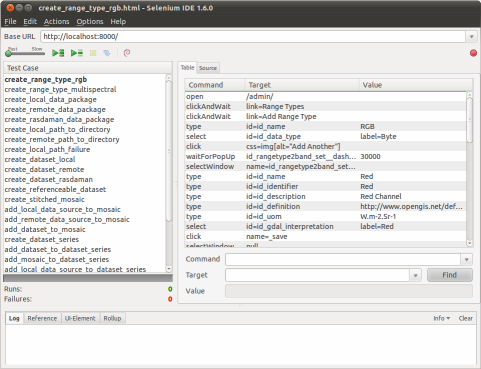 create_range_type_rgb.html - Selenium IDE 1.6.0
File Edit Actions Options Help
Base URL http://localhost:8000/
Fast Slow
Test Case
create_range_type_rgb
create_range_type_multispectral
create_local_data_package
create_remote_data_package
create_rasdaman_data_package
create_local_path_to_directory
create_remote_path_to_directory
create_local_path_failure
create_dataset_local
create_dataset_remote
create_dataset_rasdaman
create_referenceable_dataset
create_stitched_mosaic
add_local_data_source_to_mosaic
add_remote_data_source_to_mosaic
add_dataset_to_mosaic
create_dataset_series
add_dataset_to_dataset_series
add_mosaic_to_dataset_series
add_local_data_source_to_dataset_series
Runs: 0
Failures: 0
Table Source
Command Target Value
open /admin/
clickAndWait link=Range Types
clickAndWait link=Add Range Type
type id=id_name RGB
select id=id_data_type label=Byte
click css=img[alt="Add Another"]
waitForPopUp id_rangetype2band_set__dash... 30000
selectWindow name=id_rangetype2band_set...
type id=id_name Red
type id=id_identifier Red
type id=id_description Red Channel
type id=id_definition http://www.opengis.net/def...
type id=id_uom W.m-2.Sr-1
select id=id_gdal_interpretation label=Red
click name=_save
selectWindow null
Command
Target Find
Value
Log Reference UI-Element Rollup Info Clear